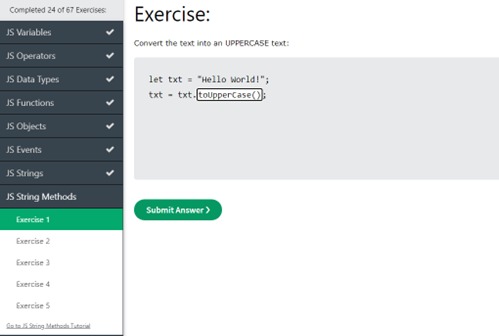 Completed 24 of 67 Exercises:
JS Variables
JS Operators
JS Data Types
JS Functions
JS Objects
JS Events
JS Strings
JS String Methods
Exercise 1
Exercise 2
Exercise 3
Exercise 4
Exercise 5
Go to JS String Methods Tutorial
Exercise:
Convert the text into an UPPERCASE text:
let txt = "Hello World!";
txt = txt.toUpperCase();
Submit Answer ❯